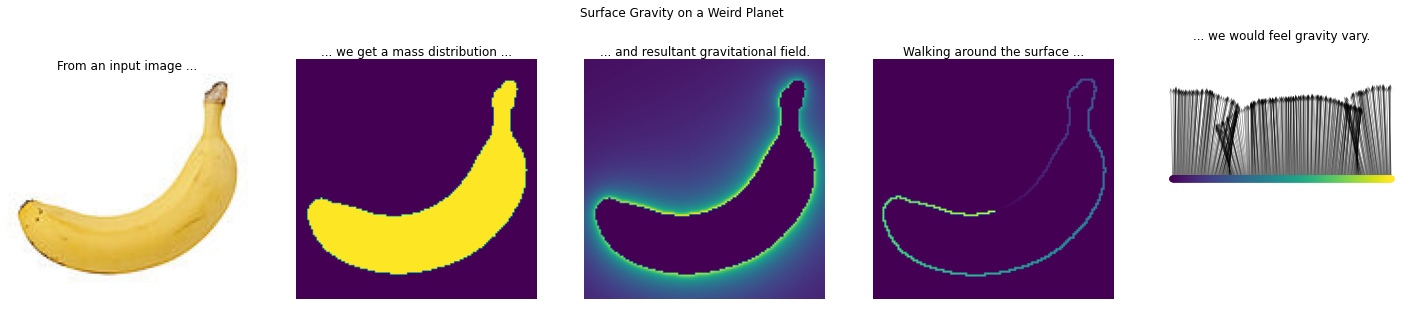 Surface Gravity on a Weird Planet
From an input image ...
... we get a mass distribution ...
... and resultant gravitational field.
Walking around the surface ...
... we would feel gravity vary.